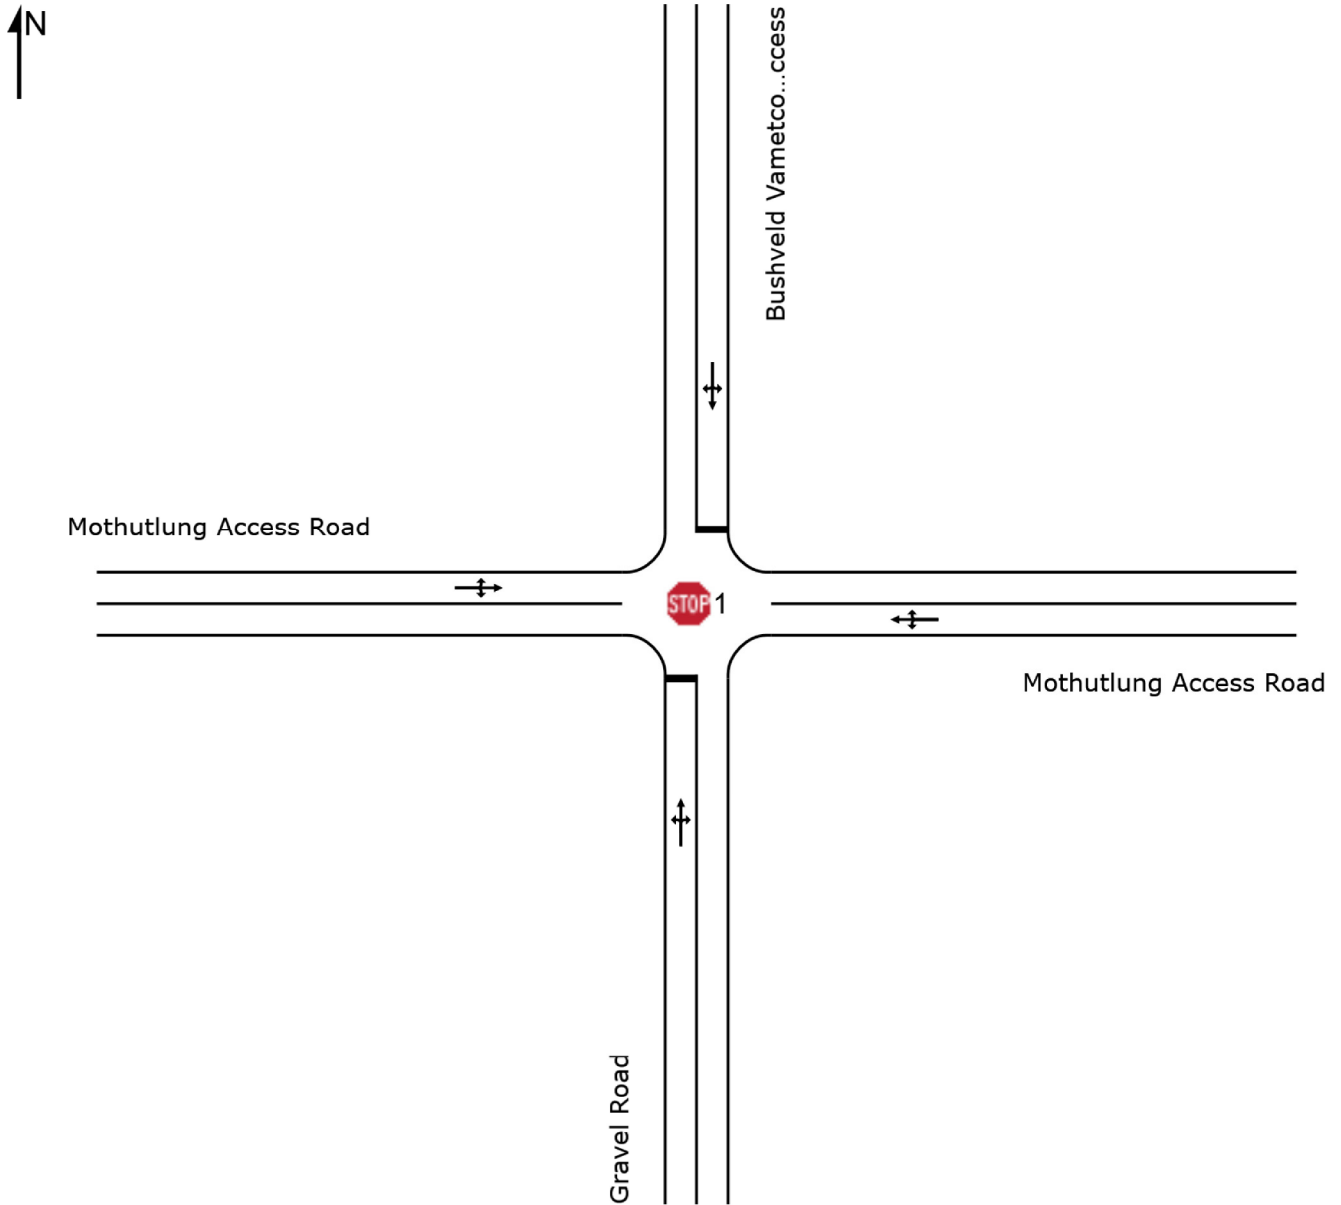 N
Bushveld Vametco...ccess
Mothutlung Access Road
STOP 1
Mothutlung Access Road
Gravel Road